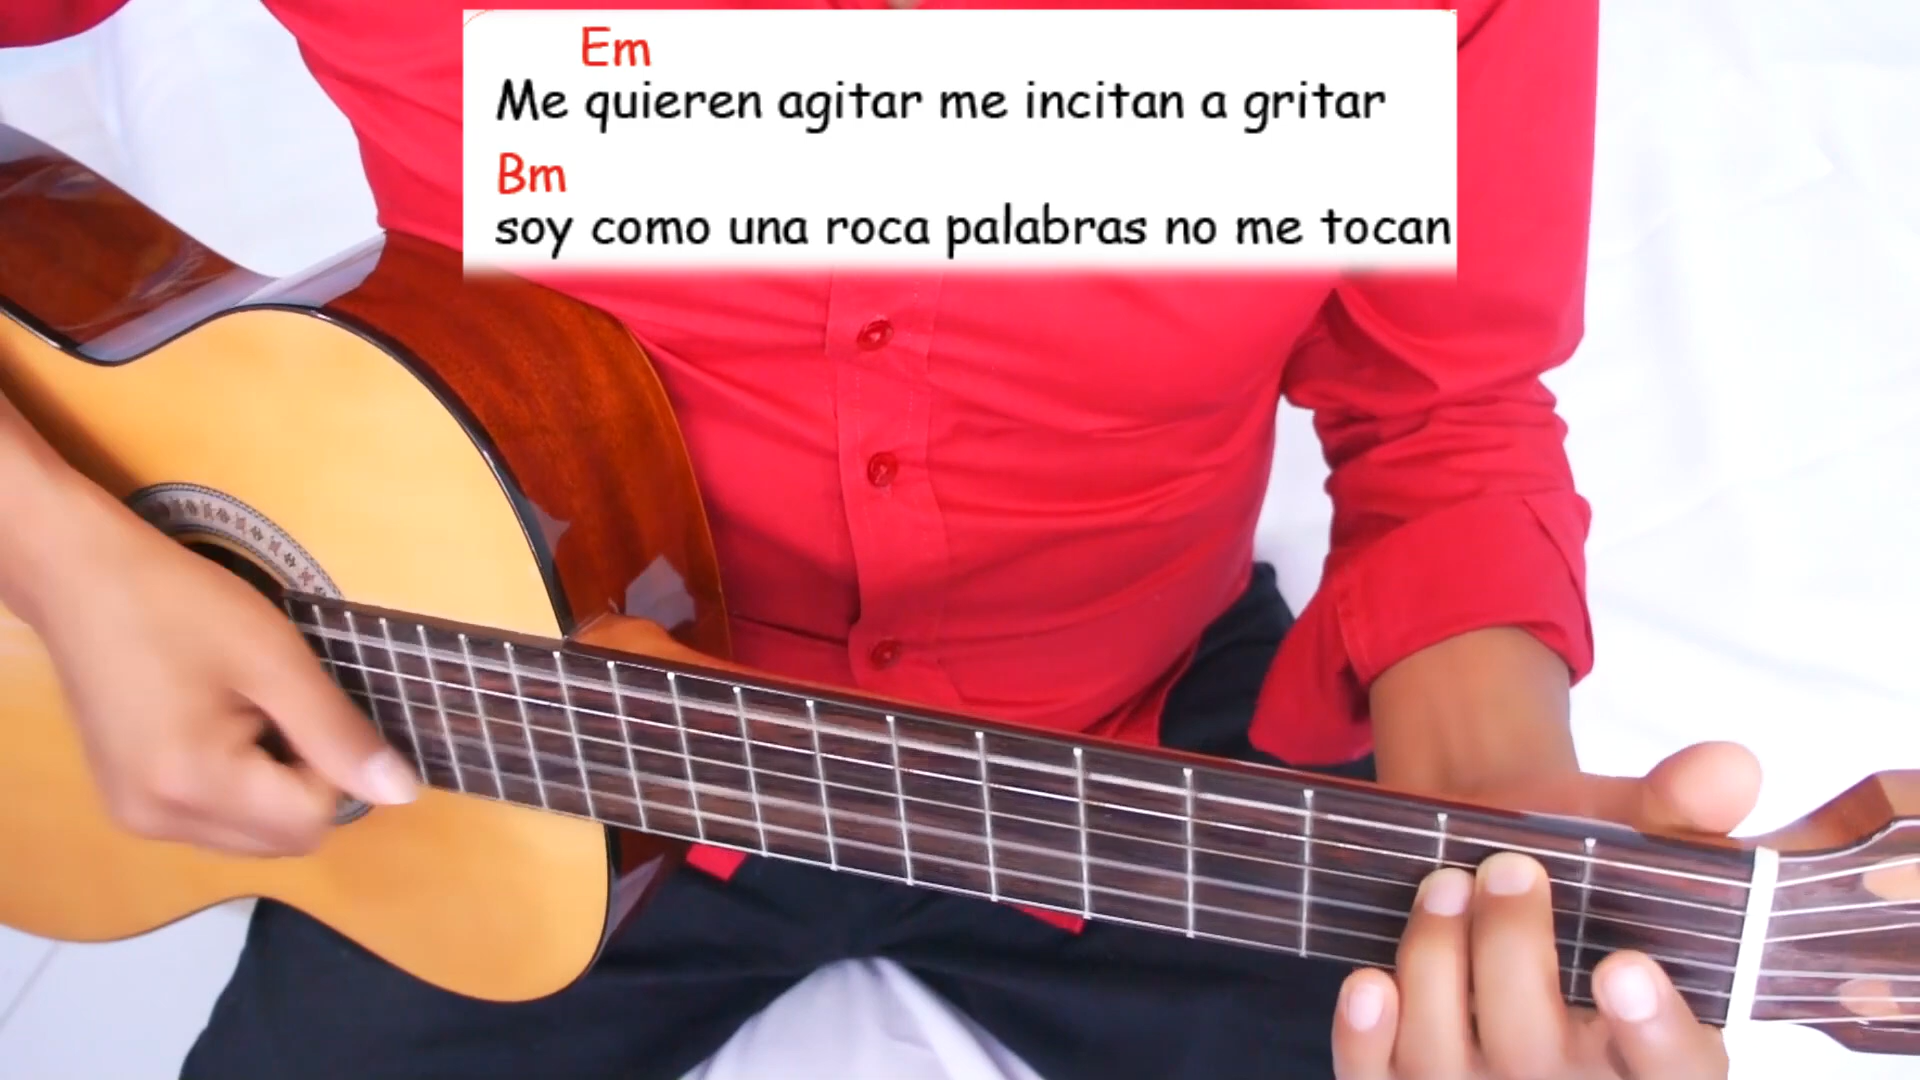 Em
Me quieren agitar me incitan a gritar
Bm
soy como una roca palabras no me tocan